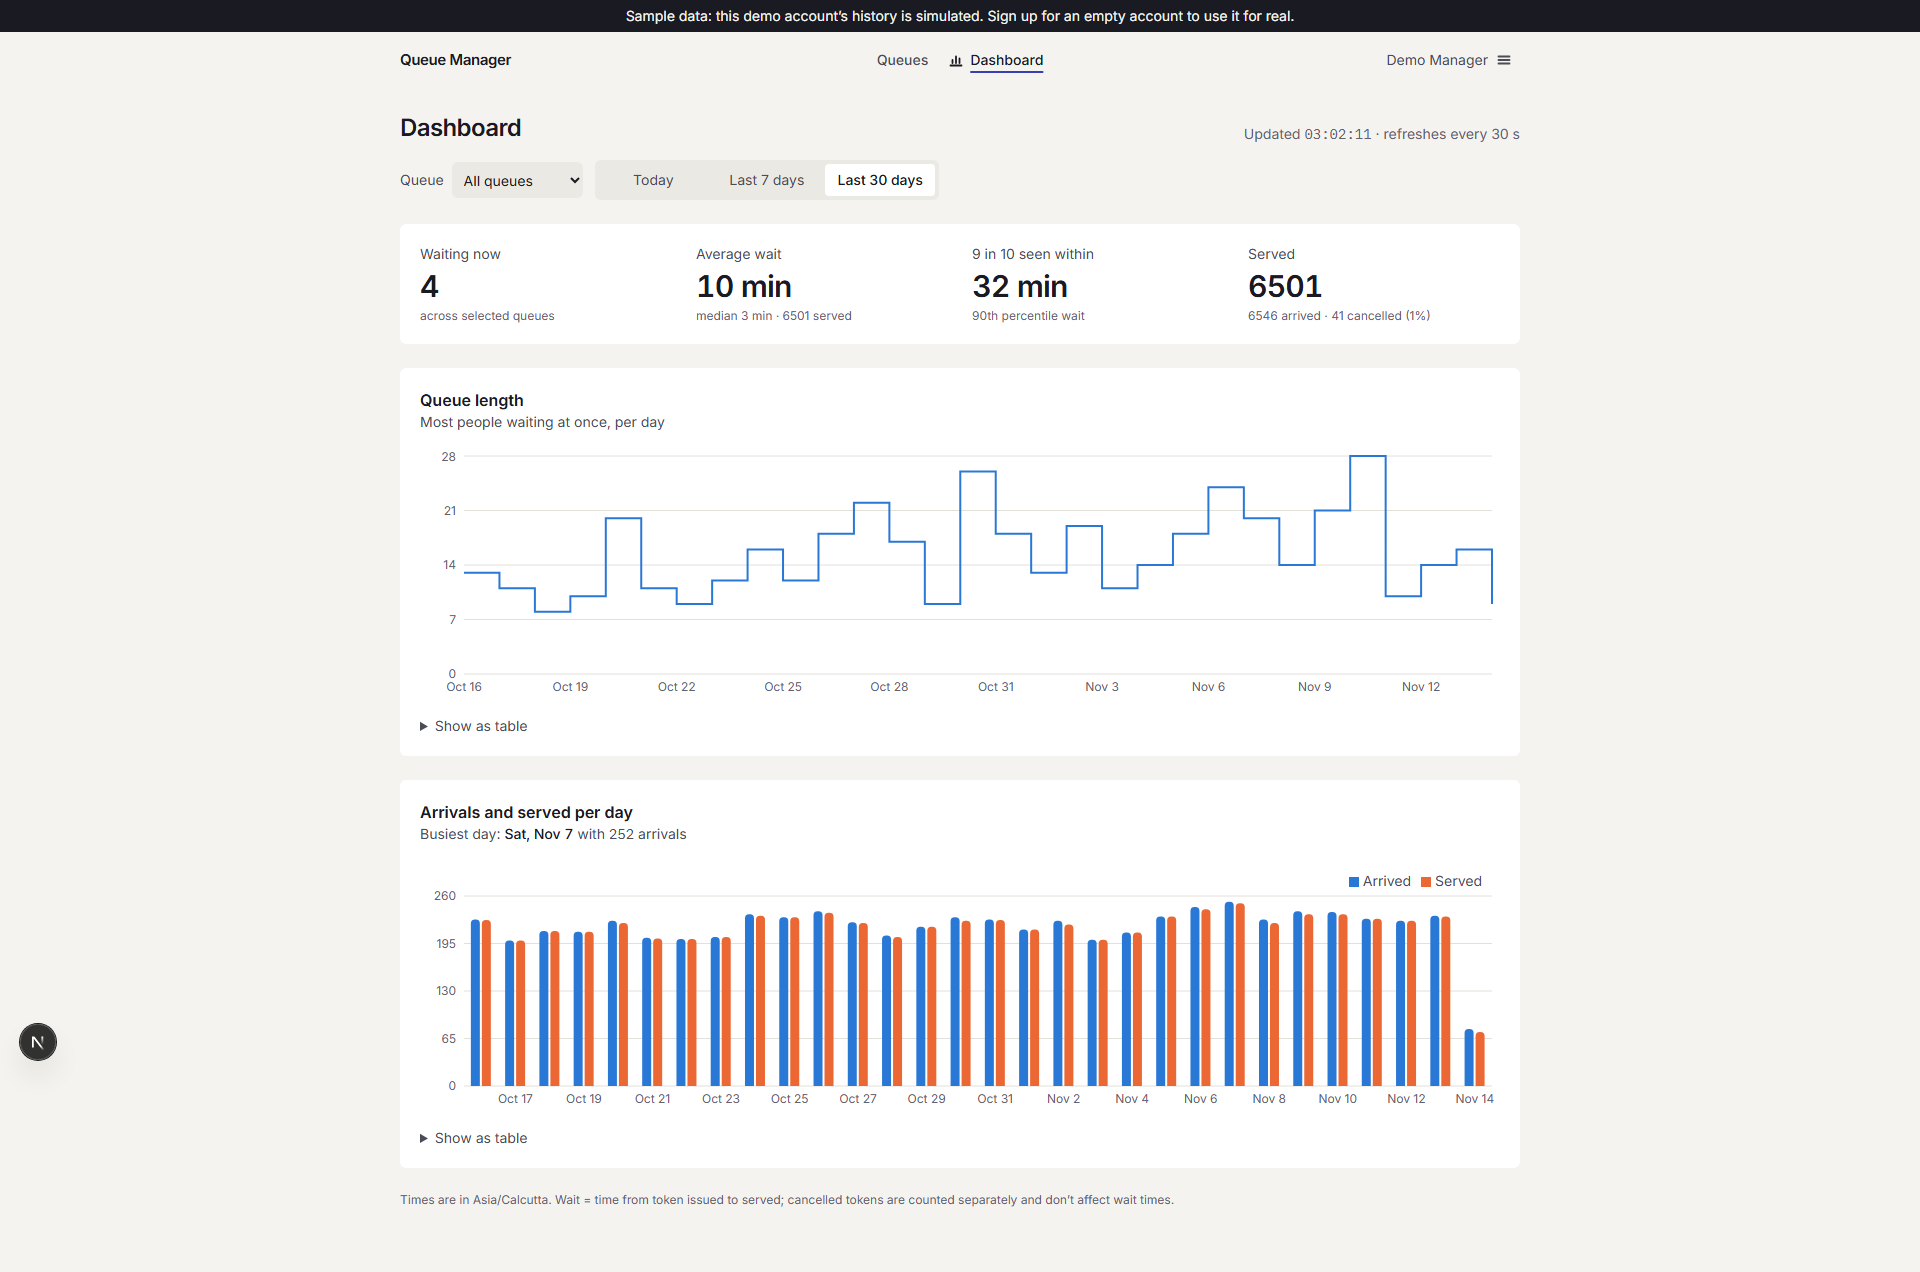 Sample data: this demo account's history is simulated. Sign up for an empty account to use it for real.
Queue Manager
Queues
Dashboard
Demo Manager
Dashboard
Updated 03:02:11 · refreshes every 30 s
Queue
All queues
Today
Last 7 days
Last 30 days
Waiting now
4
across selected queues
Average wait
10 min
median 3 min · 6501 served
9 in 10 seen within
32 min
90th percentile wait
Served
6501
6546 arrived · 41 cancelled (1%)
Queue length
Most people waiting at once, per day
28
21
14
7
0
Oct 16 Oct 19 Oct 22 Oct 25 Oct 28 Oct 31 Nov 3 Nov 6 Nov 9 Nov 12
Show as table
Arrivals and served per day
Busiest day: Sat, Nov 7 with 252 arrivals
Arrived Served
260
195
130
65
0
Oct 17 Oct 19 Oct 21 Oct 23 Oct 25 Oct 27 Oct 29 Oct 31 Nov 2 Nov 4 Nov 6 Nov 8 Nov 10 Nov 12 Nov 14
Show as table
Times are in Asia/Calcutta. Wait = time from token issued to served; cancelled tokens are counted separately and don't affect wait times.
N